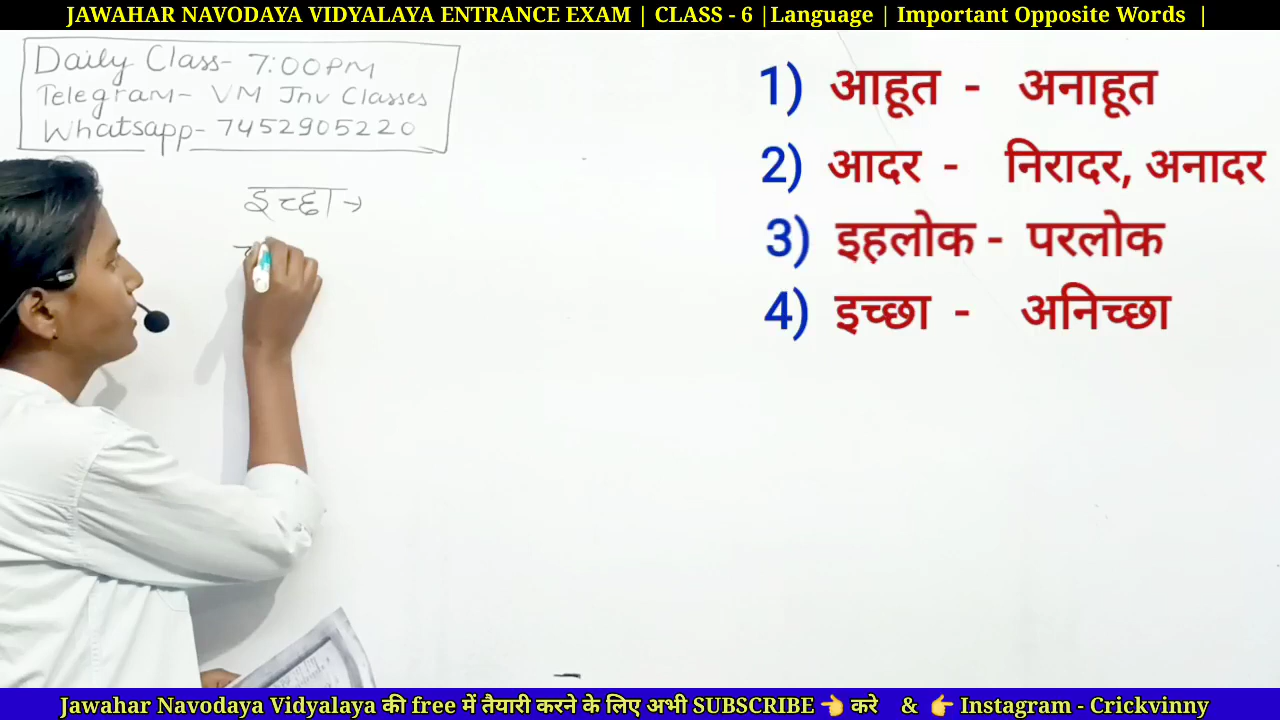 JAWAHAR NAVODAYA VIDYALAYA ENTRANCE EXAM | CLASS - 6 |Language | Important Opposite Words |
Daily Class- 7:00PM
Telegram- VM Jnv Classes
Whatsapp- 7452905220
इच्छा →
1) आहूत - अनाहूत
2) आदर - निरादर, अनादर
3) इहलोक - परलोक
4) इच्छा - अनिच्छा
Jawahar Navodaya Vidyalaya की free में तैयारी करने के लिए अभी SUBSCRIBE 👈 करे & 👉 Instagram - Crickvinny